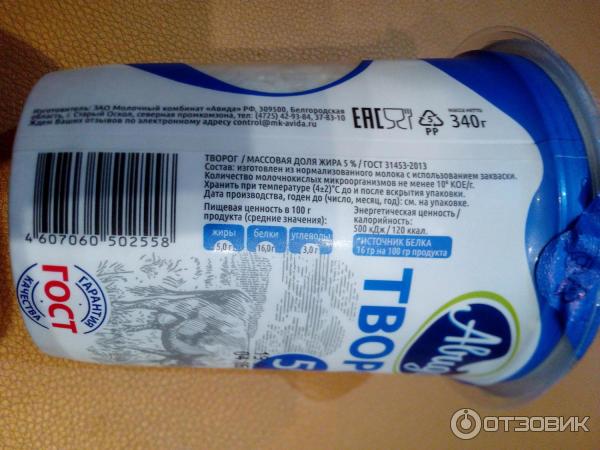 Изготовитель: ЗАО Молочный комбинат «Авида» РФ, 309500, Белгородская
область, г. Старый Оскол, северная промкомзона, тел: (4725) 42-93-84, 37-83-10
Ждем Ваших отзывов по электронному адресу control@mk-avida.ru
EAC
5
PP
МАССА НЕТТО
340г
ТВОРОГ / МАССОВАЯ ДОЛЯ ЖИРА 5 % / ГОСТ 31453-2013
Состав: изготовлен из нормализованного молока с использованием закваски.
Количество молочнокислых микроорганизмов не менее 10⁶ КОЕ/г.
Хранить при температуре (4±2)°С до и после вскрытия упаковки.
Дата производства, годен до (число, месяц, год): см. на упаковке.
Пищевая ценность в 100 г
продукта (средние значения):
жиры белки углеводы
5,0 г 16,0г 3,0 г
Энергетическая ценность /
калорийность:
500 кДж / 120 ккал.
*ИСТОЧНИК БЕЛКА
16 гр на 100 гр продукта
4 607060 502558
ГАРАНТИЯ
ГОСТ
КАЧЕСТВА
ТВОР
5
Авида
ОТЗОВИК